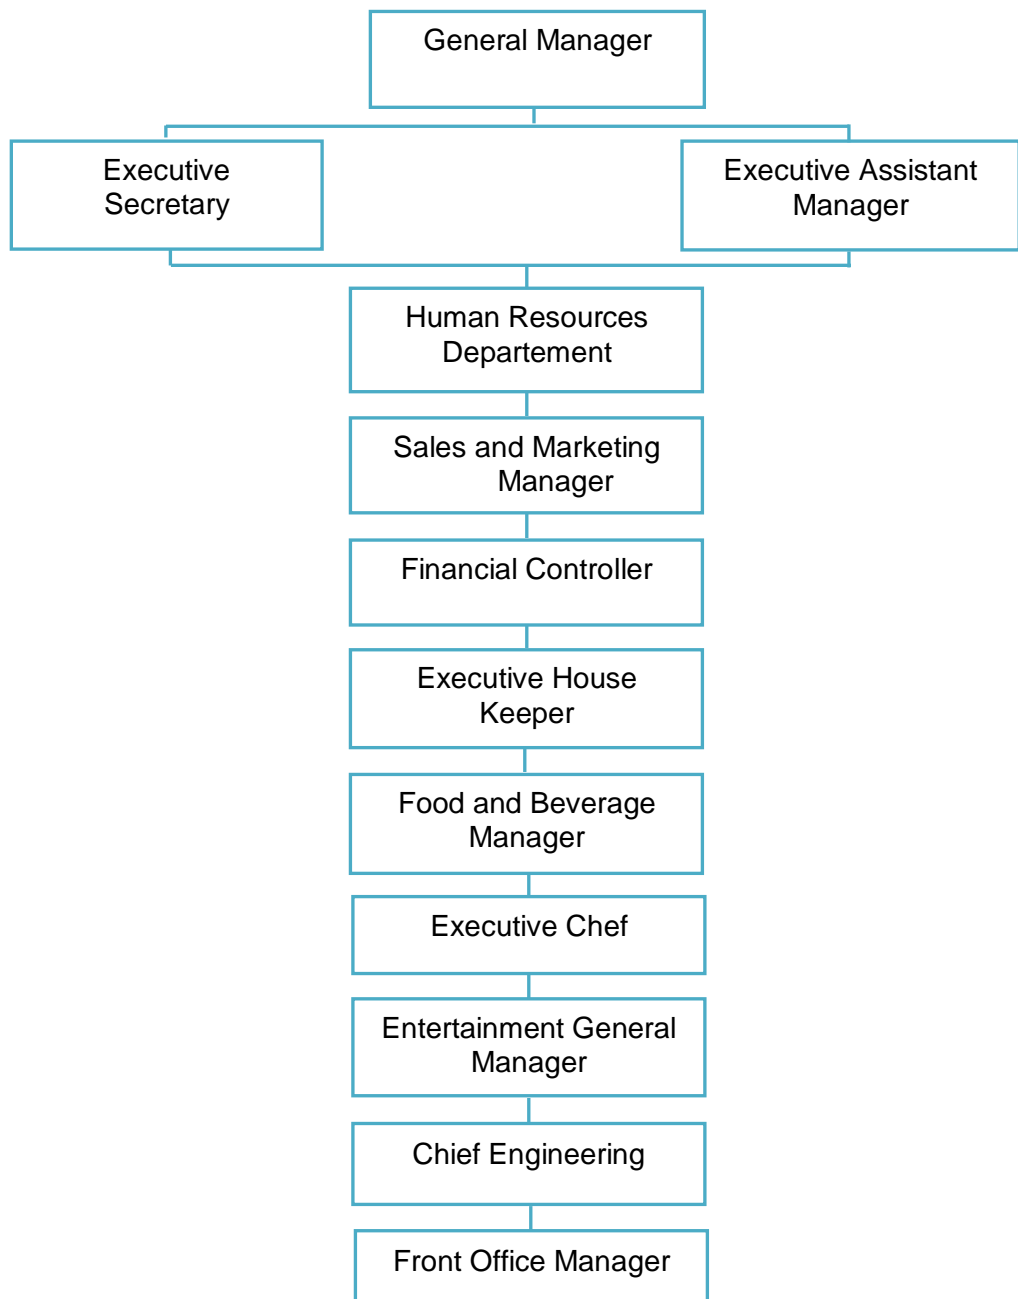 General Manager
Executive
Secretary
Executive Assistant
Manager
Human Resources
Departement
Sales and Marketing
Manager
Financial Controller
Executive House
Keeper
Food and Beverage
Manager
Executive Chef
Entertainment General
Manager
Chief Engineering
Front Office Manager